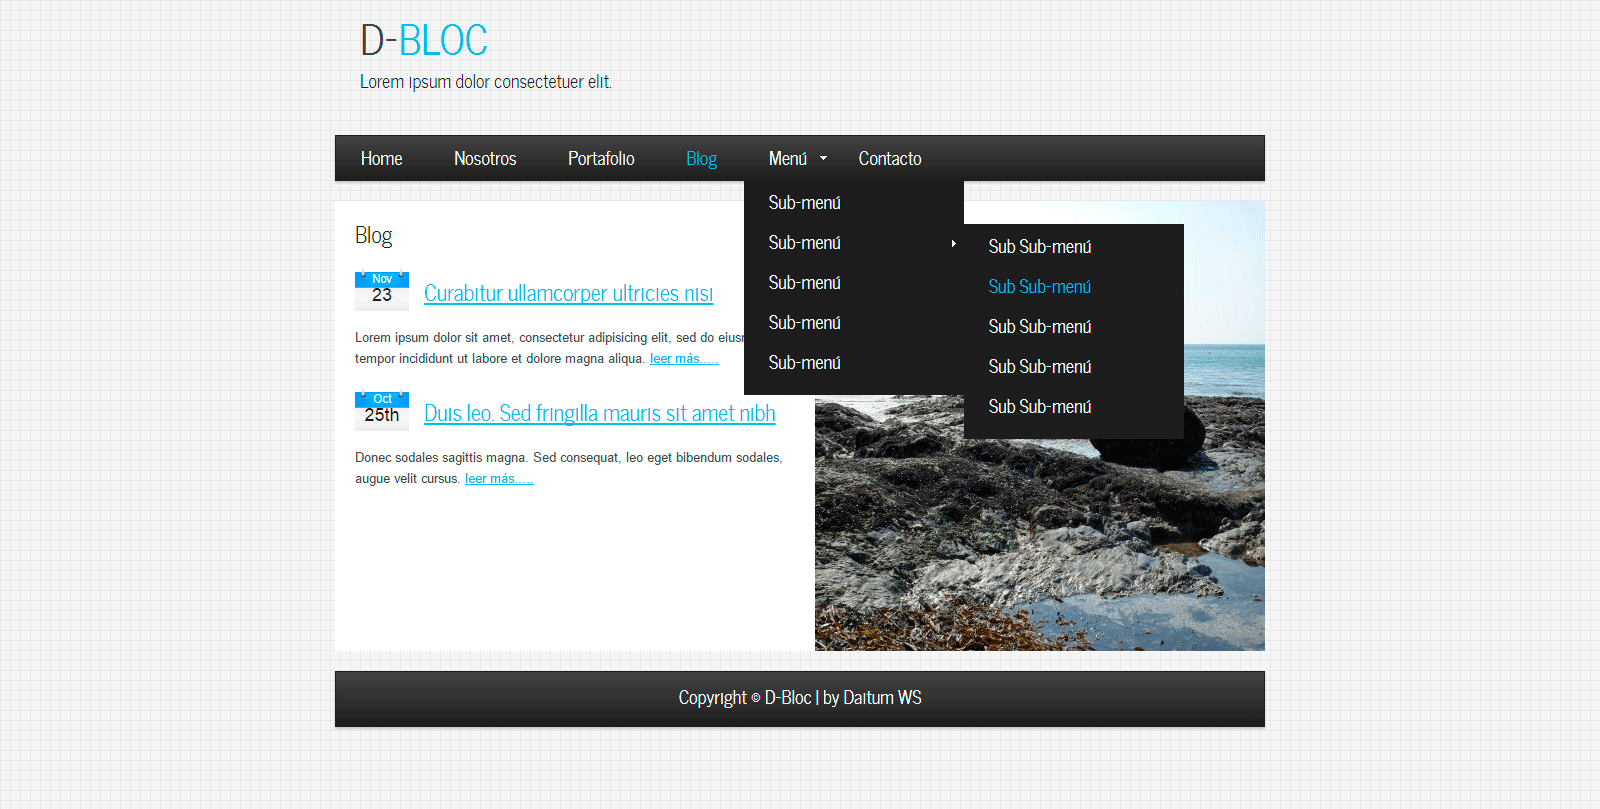 D-BLOC
Lorem ipsum dolor consectetuer elit.
Home Nosotros Portafolio Blog Menú Contacto
Sub-menú
Sub-menú
Sub-menú
Sub-menú
Sub-menú
Sub Sub-menú
Sub Sub-menú
Sub Sub-menú
Sub Sub-menú
Sub Sub-menú
Blog
Nov
23
Curabitur ullamcorper ultricies nisi
Lorem ipsum dolor sit amet, consectetur adipisicing elit, sed do
tempor incididunt ut labore et dolore magna aliqua. leer más.....
Oct
25th
Duis leo. Sed fringilla mauris sit amet nibh
Donec sodales sagittis magna. Sed consequat, leo eget bibendum sodales,
augue velit cursus. leer más.....
Copyright © D-Bloc | by Daitum WS